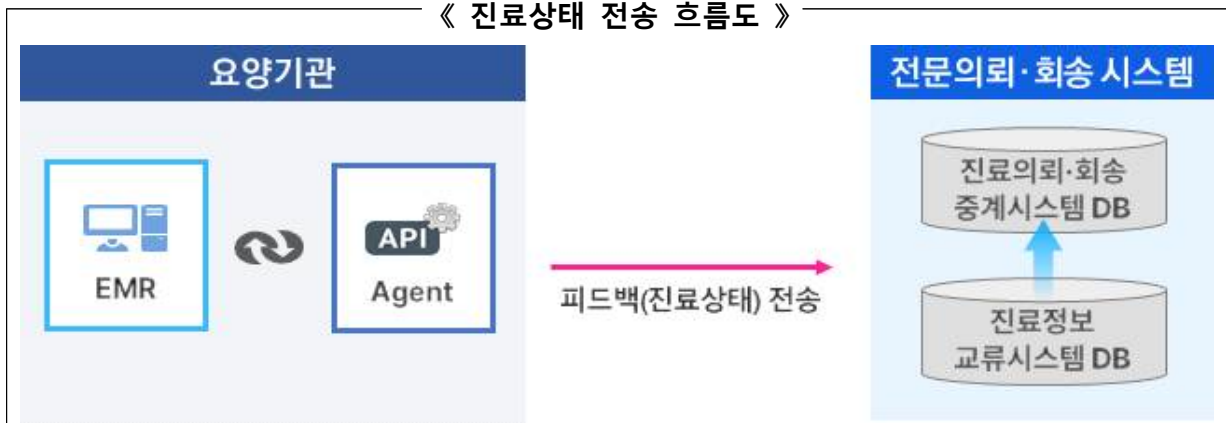 《 진료상태 전송 흐름도 》
요양기관
전문의뢰·회송 시스템
EMR
API
Agent
피드백(진료상태) 전송
진료의뢰·회송
중계시스템 DB
진료정보
교류시스템 DB